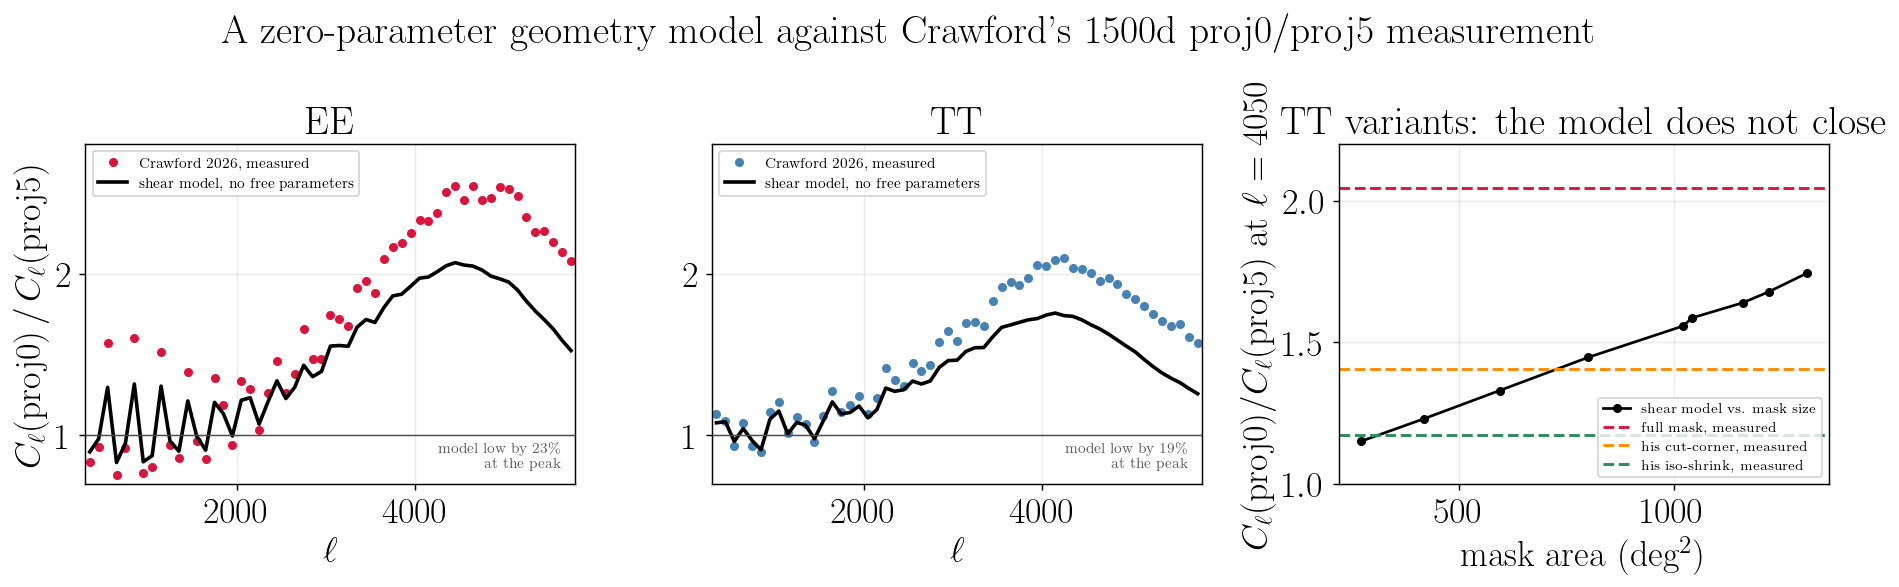 A zero-parameter geometry model against Crawford's 1500d proj0/proj5 measurement
EE
Cℓ(proj0) / Cℓ(proj5)
2
1
Crawford 2026, measured
shear model, no free parameters
model low by 23%
at the peak
2000
4000
ℓ
TT
2
1
Crawford 2026, measured
shear model, no free parameters
model low by 19%
at the peak
2000
4000
ℓ
TT variants: the model does not close
Cℓ(proj0)/Cℓ(proj5) at ℓ = 4050
2.0
1.5
1.0
shear model vs. mask size
full mask, measured
his cut-corner, measured
his iso-shrink, measured
500
1000
mask area (deg²)